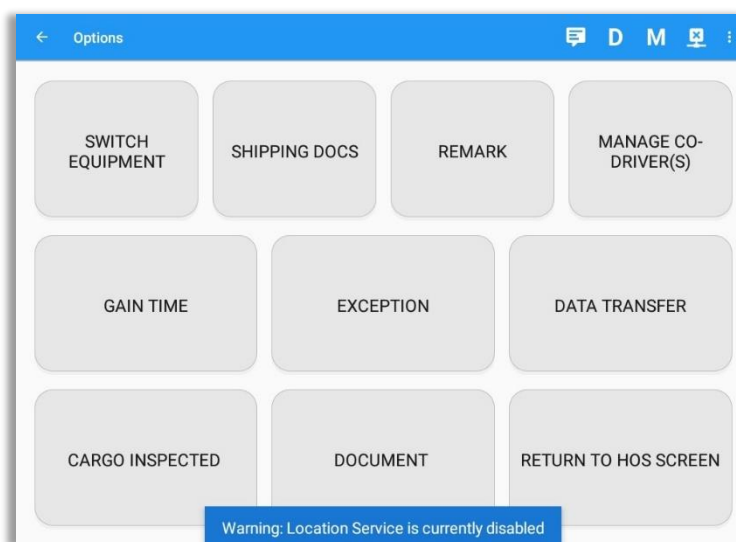 Options
D M
SWITCH
EQUIPMENT
SHIPPING DOCS
REMARK
MANAGE CO-
DRIVER(S)
GAIN TIME
EXCEPTION
DATA TRANSFER
CARGO INSPECTED
DOCUMENT
RETURN TO HOS SCREEN
Warning: Location Service is currently disabled